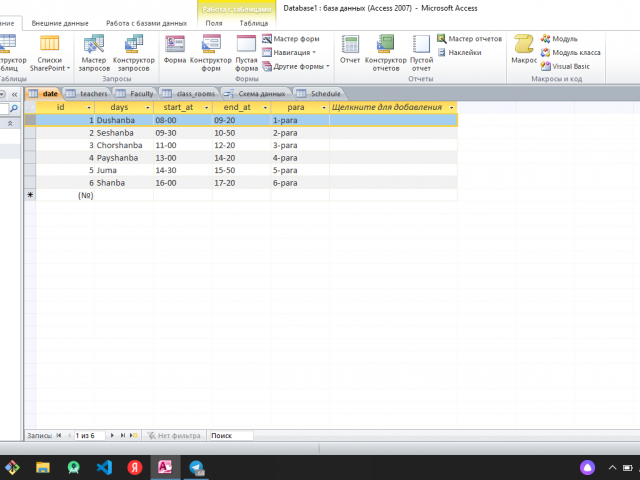 Работа с таблицами
Database1 : база данных (Access 2007) - Microsoft Access
Внешние данные Работа с базами данных Поля Таблица
Списки SharePoint
Мастер запросов
Конструктор запросов
Запросы
Форма
Конструктор форм
Пустая форма
Мастер форм
Навигация
Другие формы
Формы
Отчет
Конструктор отчетов
Пустой отчет
Мастер отчетов
Наклейки
Отчеты
Макрос
Модуль
Модуль класса
Visual Basic
Макросы и код
date teachers Faculty class_rooms Схема данных Schedule
id days start_at end_at para Щелкните для добавления
1 Dushanba 08-00 09-20 1-para
2 Seshanba 09-30 10-50 2-para
3 Chorshanba 11-00 12-20 3-para
4 Payshanba 13-00 14-20 4-para
5 Juma 14-30 15-50 5-para
6 Shanba 16-00 17-20 6-para
* (№)
Запись: 1 из 6 Нет фильтра Поиск